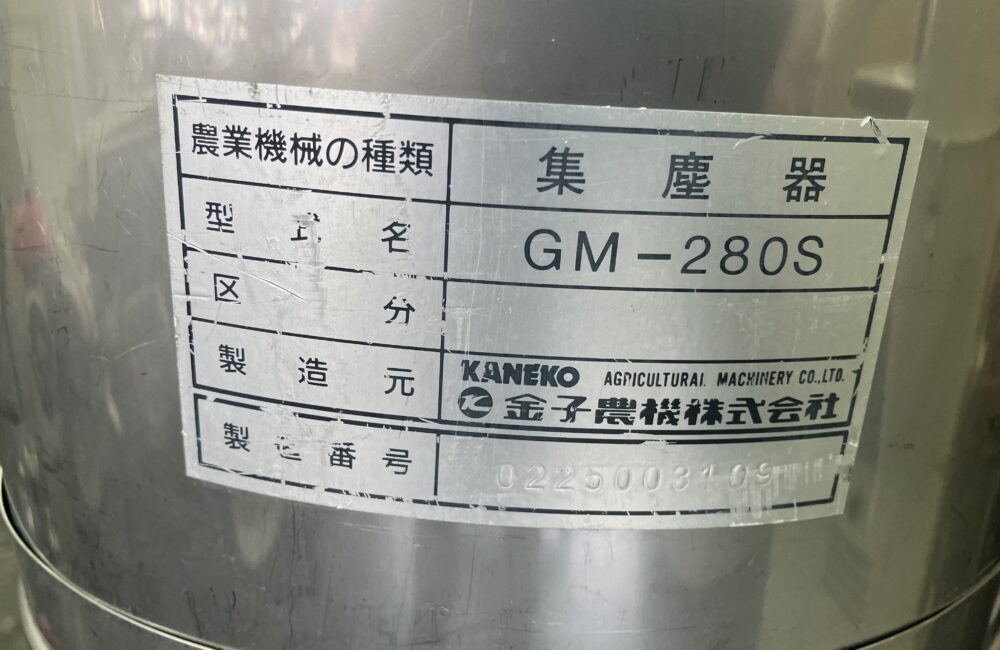 農業機械の種類 集塵器
型式名 GM-280S
区分
製造元 KANEKO AGRICULTURAL MACHINERY CO.,LTD.
金子農機株式会社
製造番号 0225003109